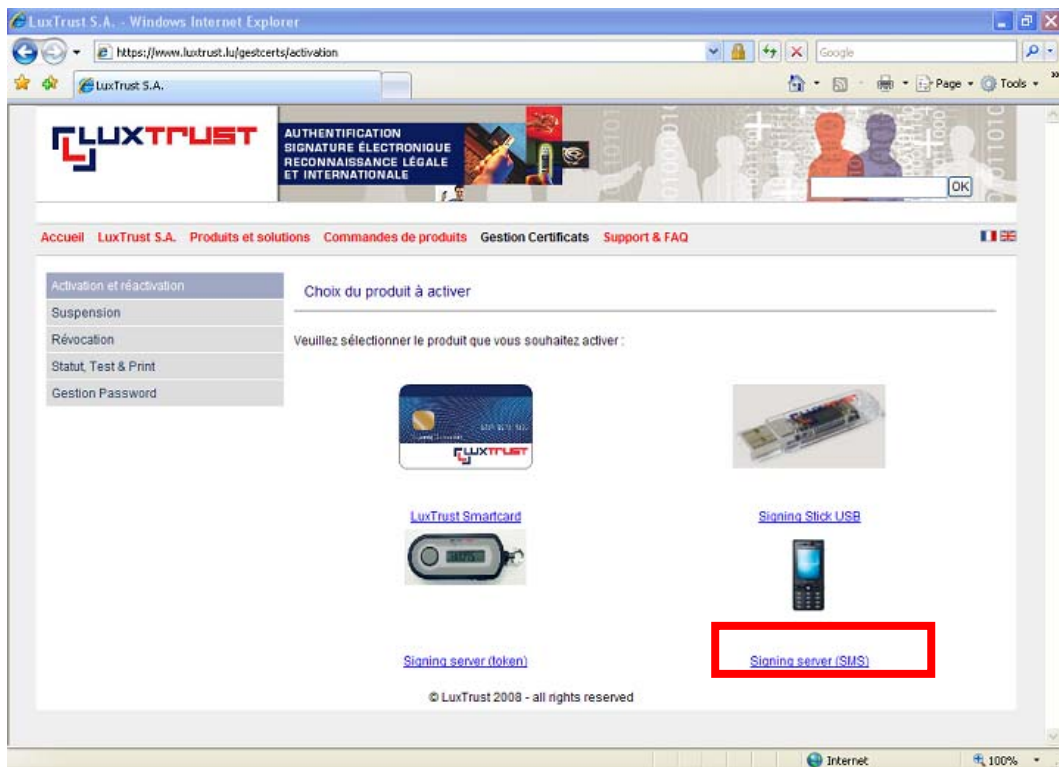 LuxTrust S.A. - Windows Internet Explorer
https://www.luxtrust.lu/gestcerts/activation
Google
LuxTrust S.A.
Page
Tools
LUXTRUST
AUTHENTIFICATION
SIGNATURE ÉLECTRONIQUE
RECONNAISSANCE LÉGALE
ET INTERNATIONALE
OK
Accueil LuxTrust S.A. Produits et solutions Commandes de produits Gestion Certificats Support & FAQ
Activation et réactivation
Suspension
Révocation
Statut, Test & Print
Gestion Password
Choix du produit à activer
Veuillez sélectionner le produit que vous souhaitez activer :
LUXTRUST
LuxTrust Smartcard
Signing Stick USB
Signing server (token)
Signing server (SMS)
© LuxTrust 2008 - all rights reserved
Internet
100%